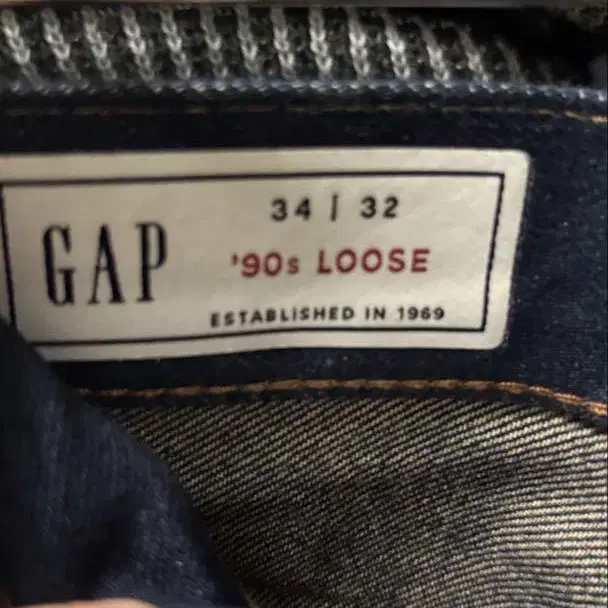 GAP
34 | 32
'90s LOOSE
ESTABLISHED IN 1969